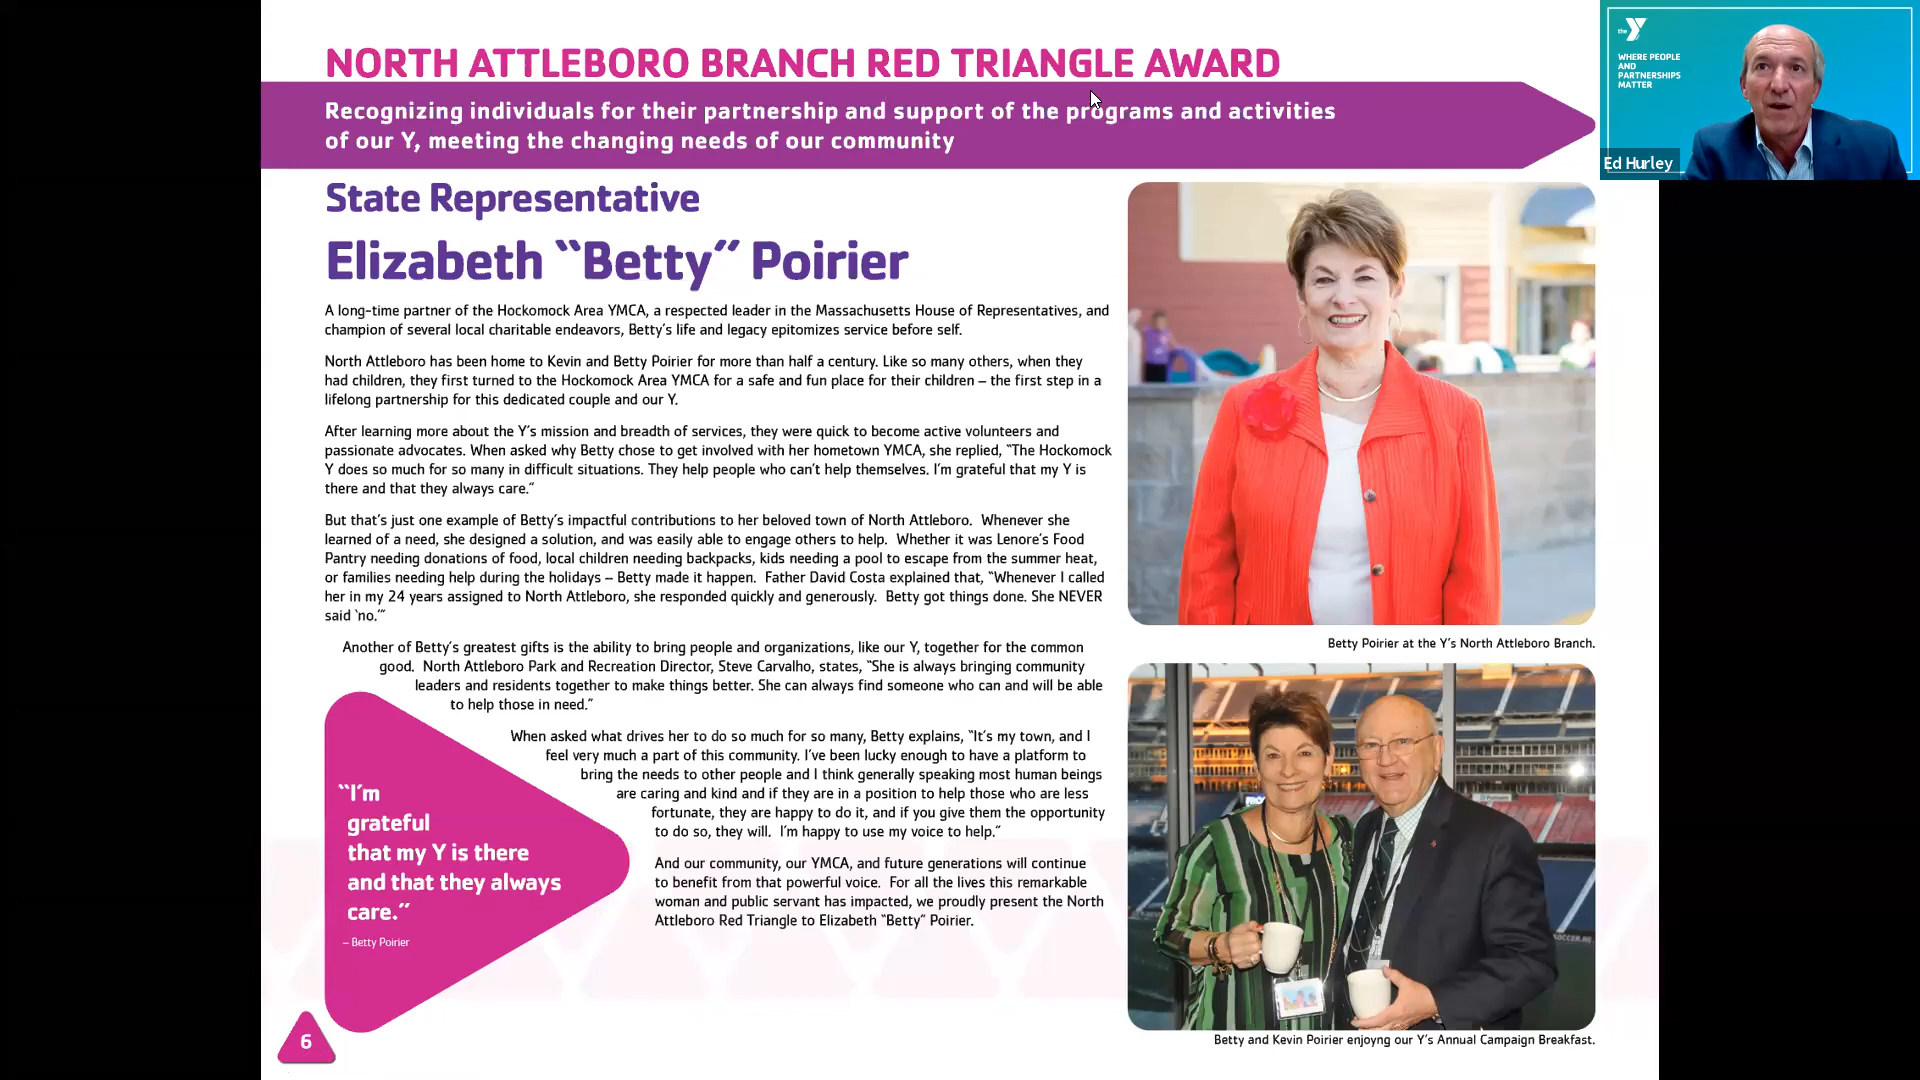 NORTH ATTLEBORO BRANCH RED TRIANGLE AWARD
Recognizing individuals for their partnership and support of the programs and activities
of our Y, meeting the changing needs of our community
State Representative
Elizabeth “Betty” Poirier
A long-time partner of the Hockomock Area YMCA, a respected leader in the Massachusetts House of Representatives, and
champion of several local charitable endeavors, Betty’s life and legacy epitomizes service before self.
North Attleboro has been home to Kevin and Betty Poirier for more than half a century. Like so many others, when they
had children, they first turned to the Hockomock Area YMCA for a safe and fun place for their children – the first step in a
lifelong partnership for this dedicated couple and our Y.
After learning more about the Y’s mission and breadth of services, they were quick to become active volunteers and
passionate advocates. When asked why Betty chose to get involved with her hometown YMCA, she replied, “The Hockomock
Y does so much for so many in difficult situations. They help people who can’t help themselves. I’m grateful that my Y is
there and that they always care.”
But that’s just one example of Betty’s impactful contributions to her beloved town of North Attleboro. Whenever she
learned of a need, she designed a solution, and was easily able to engage others to help. Whether it was Lenore’s Food
Pantry needing donations of food, local children needing backpacks, kids needing a pool to escape from the summer heat,
or families needing help during the holidays – Betty made it happen. Father David Costa explained that, “Whenever I called
her in my 24 years assigned to North Attleboro, she responded quickly and generously. Betty got things done. She NEVER
said ‘no.’”
Another of Betty’s greatest gifts is the ability to bring people and organizations, like our Y, together for the common
good. North Attleboro Park and Recreation Director, Steve Carvalho, states, “She is always bringing community
leaders and residents together to make things better. She can always find someone who can and will be able
to help those in need.”
When asked what drives her to do so much for so many, Betty explains, “It’s my town, and I
feel very much a part of this community. I’ve been lucky enough to have a platform to
bring the needs to other people and I think generally speaking most human beings
are caring and kind and if they are in a position to help those who are less
fortunate, they are happy to do it, and if you give them the opportunity
to do so, they will. I’m happy to use my voice to help.”
And our community, our YMCA, and future generations will continue
to benefit from that powerful voice. For all the lives this remarkable
woman and public servant has impacted, we proudly present the North
Attleboro Red Triangle to Elizabeth “Betty” Poirier.
“I’m
grateful
that my Y is there
and that they always
care.”
– Betty Poirier
6
Betty Poirier at the Y’s North Attleboro Branch.
Betty and Kevin Poirier enjoyng our Y’s Annual Campaign Breakfast.
the Y
WHERE PEOPLE
AND
PARTNERSHIPS
MATTER
Ed Hurley